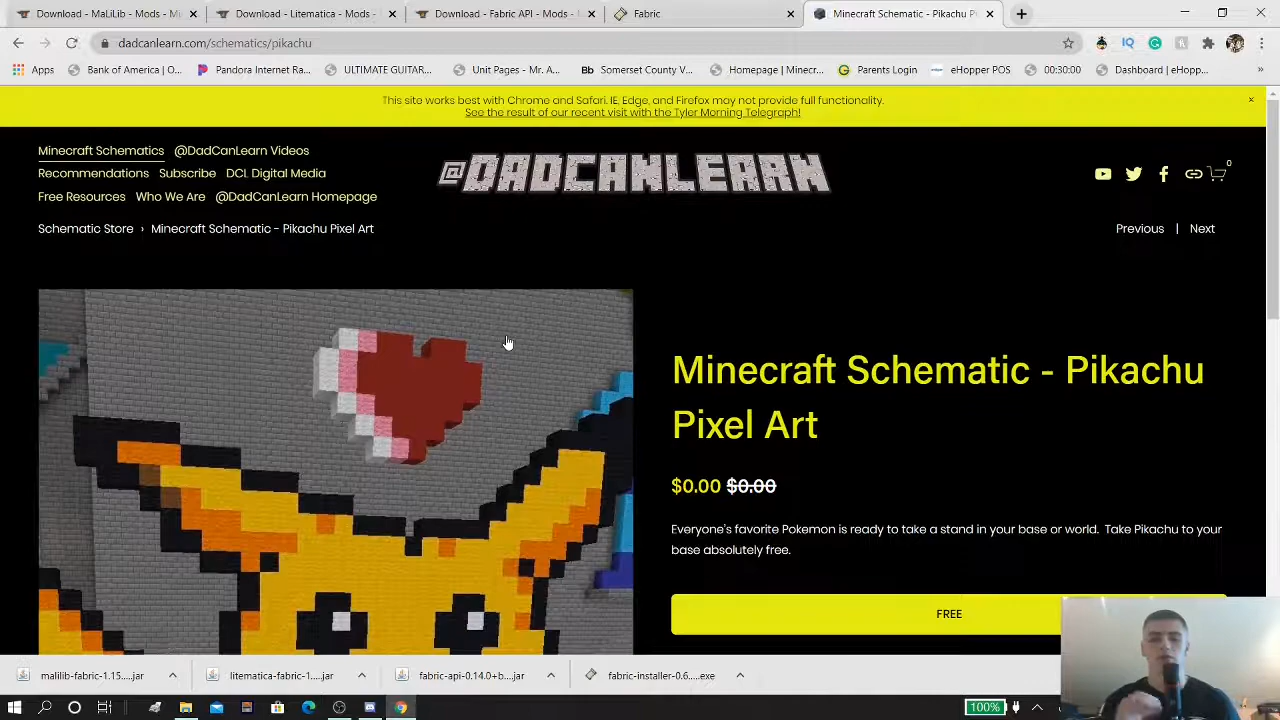 Download - MaLiLib - Mods - Mi
Download - Litematica - Mods -
Download - Fabric API - Mods -
Fabric
Minecraft Schematic - Pikachu Pi
dadcanlearn.com/schematics/pikachu
Apps
Bank of America | O...
Pandora Internet Ra...
ULTIMATE GUITAR...
Unit Pages - Mr. A...
Bb Somerset County V...
Homepage | Minecr...
Parents Login
eHopper POS
00:30:00
Dashboard | eHopp...
This site works best with Chrome and Safari. IE, Edge, and Firefox may not provide full functionality.
See the result of our recent visit with the Tyler Morning Telegraph!
Minecraft Schematics @DadCanLearn Videos
Recommendations Subscribe DCL Digital Media
Free Resources Who We Are @DadCanLearn Homepage
@DADCANLEARN
0
Schematic Store › Minecraft Schematic - Pikachu Pixel Art
Previous | Next
Minecraft Schematic - Pikachu
Pixel Art
$0.00 $0.00
Everyone's favorite Pokemon is ready to take a stand in your base or world. Take Pikachu to your
base absolutely free.
FREE
malilib-fabric-1.15....jar
litematica-fabric-1....jar
fabric-api-0.14.0+b....jar
fabric-installer-0.6....exe
100%